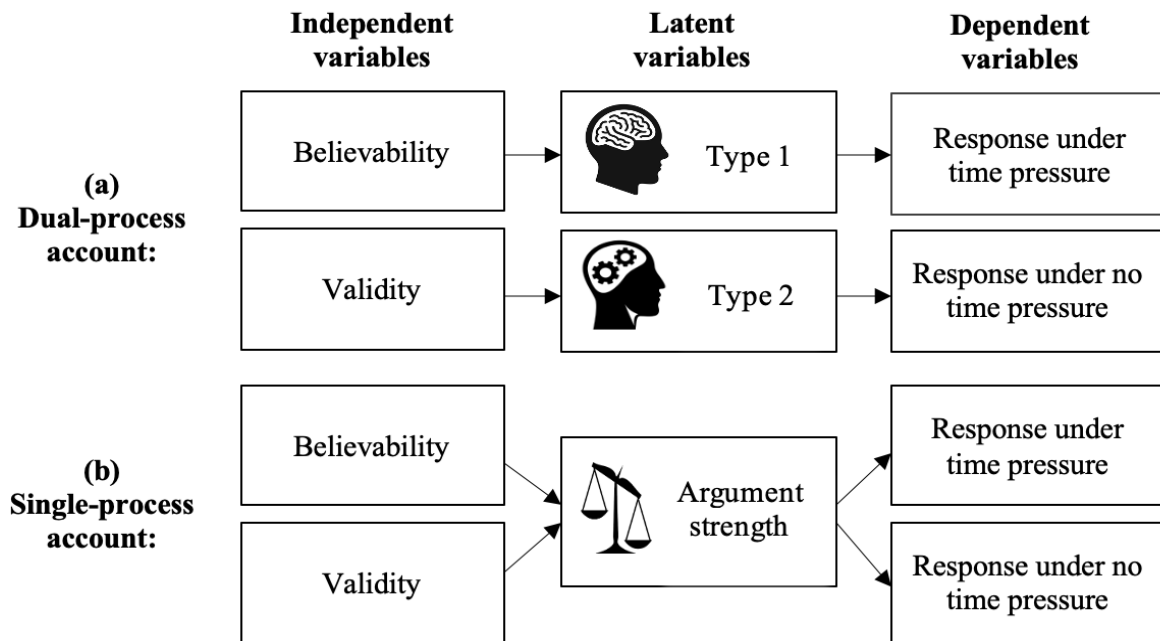 Independent
variables
Latent
variables
Dependent
variables
(a)
Dual-process
account:
Believability
Type 1
Response under
time pressure
Validity
Type 2
Response under no
time pressure
(b)
Single-process
account:
Believability
Validity
Argument
strength
Response under
time pressure
Response under no
time pressure